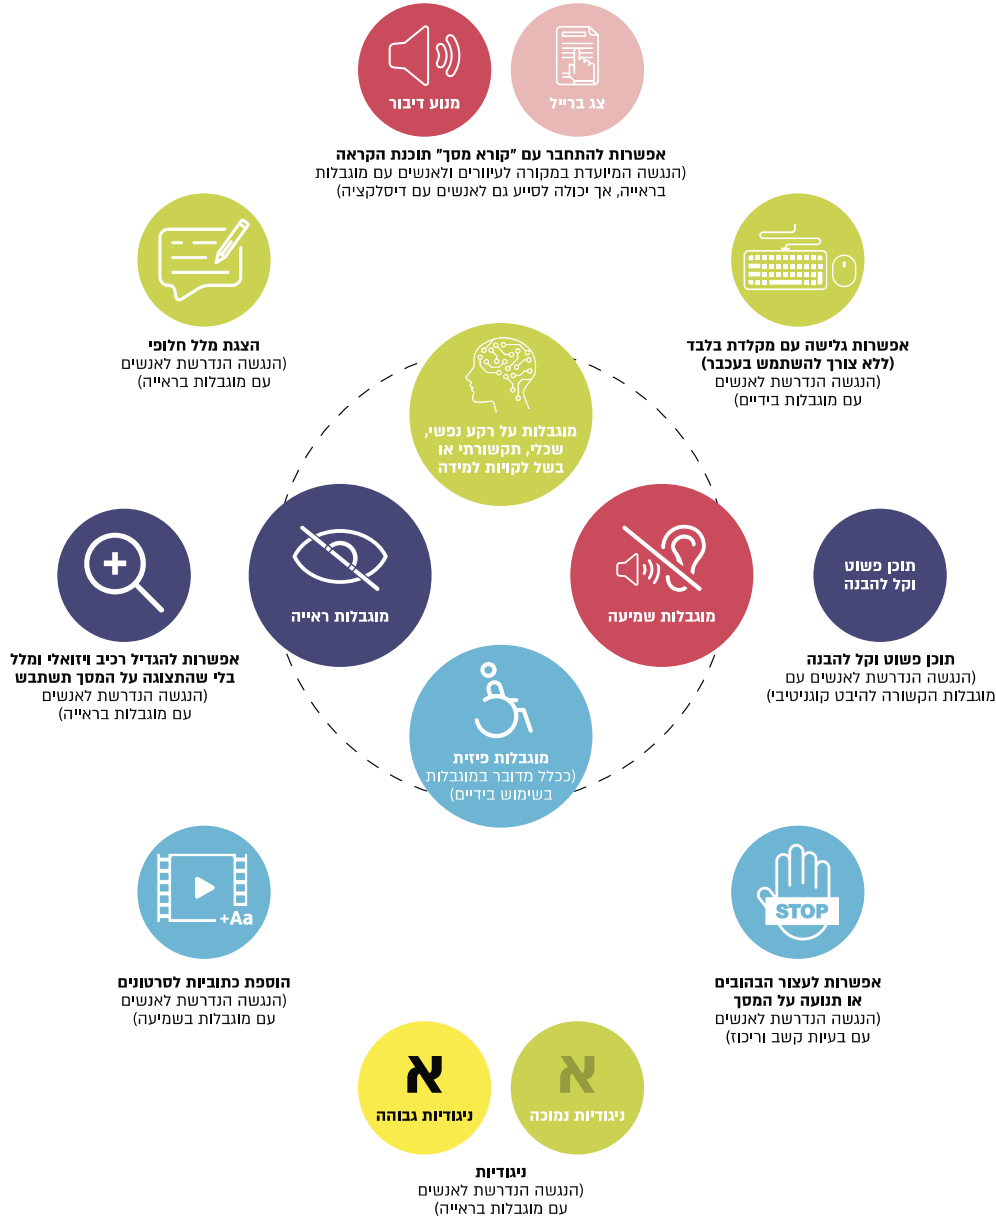 מנוע דיבור
צג ברייל
אפשרות להתחבר עם "קורא מסך" תוכנת הקראה
(הנגשה המיועדת במקורה לעיוורים ולאנשים עם מוגבלות
בראייה, אך יכולה לסייע גם לאנשים עם דיסלקציה)
אפשרות גלישה עם מקלדת בלבד
(ללא צורך להשתמש בעכבר)
(הנגשה הנדרשת לאנשים
עם מוגבלות בידיים)
הצגת מלל חלופי
(הנגשה הנדרשת לאנשים
עם מוגבלות בראייה)
מוגבלות על רקע נפשי,
שכלי, תקשורתי או
בשל לקויות למידה
מוגבלות שמיעה
מוגבלות ראייה
מוגבלות פיזית
(ככלל מדובר במוגבלות
בשימוש בידיים)
תוכן פשוט
וקל להבנה
תוכן פשוט וקל להבנה
(הנגשה הנדרשת לאנשים עם
מוגבלות הקשורה להיבט קוגניטיבי)
אפשרות להגדיל רכיב ויזואלי ומלל
בלי שהתצוגה על המסך תשתבש
(הנגשה הנדרשת לאנשים
עם מוגבלות בראייה)
STOP
אפשרות לעצור הבהובים
או תנועה על המסך
(הנגשה הנדרשת לאנשים
עם בעיות קשב וריכוז)
+Aa
הוספת כתוביות לסרטונים
(הנגשה הנדרשת לאנשים
עם מוגבלות בשמיעה)
א
ניגודיות נמוכה
א
ניגודיות גבוהה
ניגודיות
(הנגשה הנדרשת לאנשים
עם מוגבלות בראייה)